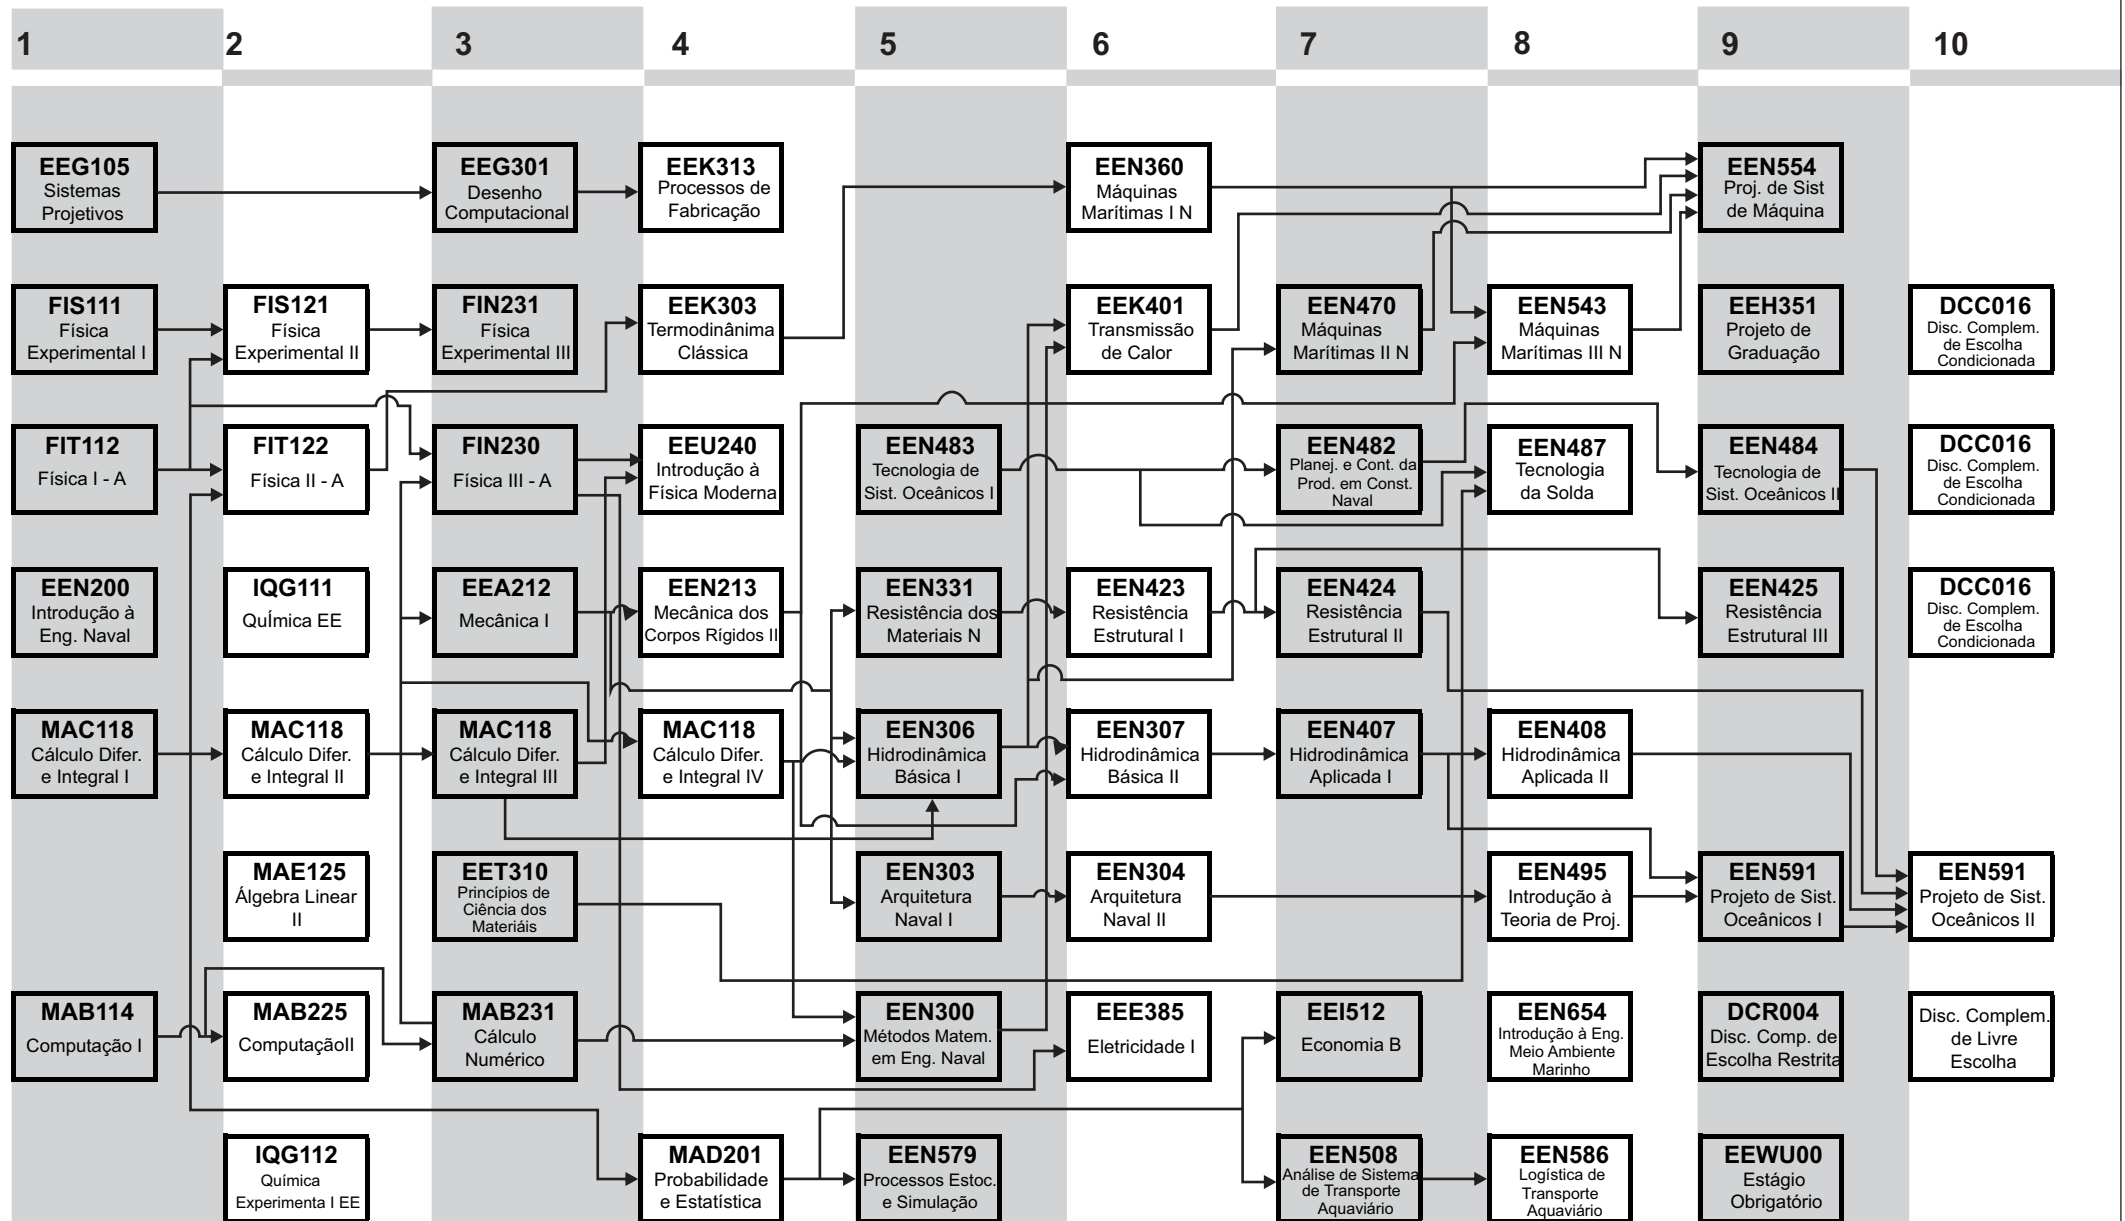 1
2
3
4
5
6
7
8
9
10
EEG105
Sistemas
Projetivos
EEG301
Desenho
Computacional
EEK313
Processos de
Fabricação
EEN360
Máquinas
Marítimas I N
EEN554
Proj. de Sist
de Máquina
FIS111
Física
Experimental I
FIS121
Física
Experimental II
FIN231
Física
Experimental III
EEK303
Termodinânima
Clássica
EEK401
Transmissão
de Calor
EEN470
Máquinas
Marítimas II N
EEN543
Máquinas
Marítimas III N
EEH351
Projeto de
Graduação
DCC016
Disc. Complem.
de Escolha
Condicionada
FIT112
Física I - A
FIT122
Física II - A
FIN230
Física III - A
EEU240
Introdução à
Física Moderna
EEN483
Tecnologia de
Sist. Oceânicos I
EEN482
Planej. e Cont. da
Prod. em Const.
Naval
EEN487
Tecnologia
da Solda
EEN484
Tecnologia de
Sist. Oceânicos II
DCC016
Disc. Complem.
de Escolha
Condicionada
EEN200
Introdução à
Eng. Naval
IQG111
QuÍmica EE
EEA212
Mecânica I
EEN213
Mecânica dos
Corpos Rígidos II
EEN331
Resistência dos
Materiais N
EEN423
Resistência
Estrutural I
EEN424
Resistência
Estrutural II
EEN425
Resistência
Estrutural III
DCC016
Disc. Complem.
de Escolha
Condicionada
MAC118
Cálculo Difer.
e Integral I
MAC118
Cálculo Difer.
e Integral II
MAC118
Cálculo Difer.
e Integral III
MAC118
Cálculo Difer.
e Integral IV
EEN306
Hidrodinâmica
Básica I
EEN307
Hidrodinâmica
Básica II
EEN407
Hidrodinâmica
Aplicada I
EEN408
Hidrodinâmica
Aplicada II
MAE125
Álgebra Linear
II
EET310
Princípios de
Ciência dos
Materiáis
EEN303
Arquitetura
Naval I
EEN304
Arquitetura
Naval II
EEN495
Introdução à
Teoria de Proj.
EEN591
Projeto de Sist.
Oceânicos I
EEN591
Projeto de Sist.
Oceânicos II
MAB114
Computação I
MAB225
ComputaçãoII
MAB231
Cálculo
Numérico
EEN300
Métodos Matem.
em Eng. Naval
EEE385
Eletricidade I
EEI512
Economia B
EEN654
Introdução à Eng.
Meio Ambiente
Marinho
DCR004
Disc. Comp. de
Escolha Restrita
Disc. Complem.
de Livre
Escolha
IQG112
Química
Experimenta I EE
MAD201
Probabilidade
e Estatística
EEN579
Processos Estoc.
e Simulação
EEN508
Análise de Sistema
de Transporte
Aquaviário
EEN586
Logística de
Transporte
Aquaviário
EEWU00
Estágio
Obrigatório